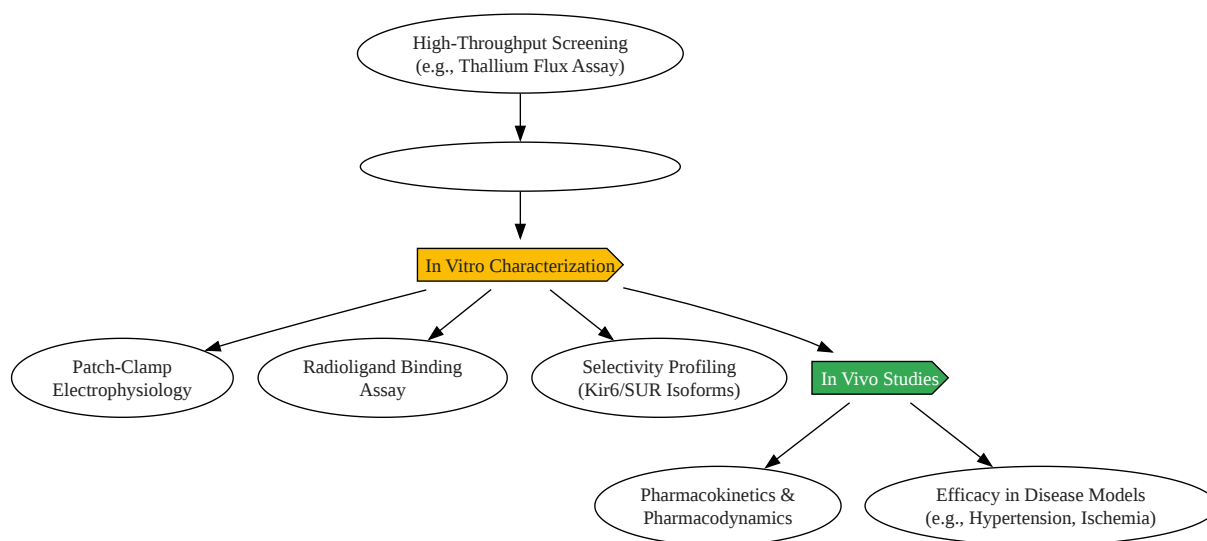 High-Throughput Screening
(e.g., Thallium Flux Assay)
In Vitro Characterization
Patch-Clamp
Electrophysiology
Radioligand Binding
Assay
Selectivity Profiling
(Kir6/SUR Isoforms)
In Vivo Studies
Pharmacokinetics &
Pharmacodynamics
Efficacy in Disease Models
(e.g., Hypertension, Ischemia)